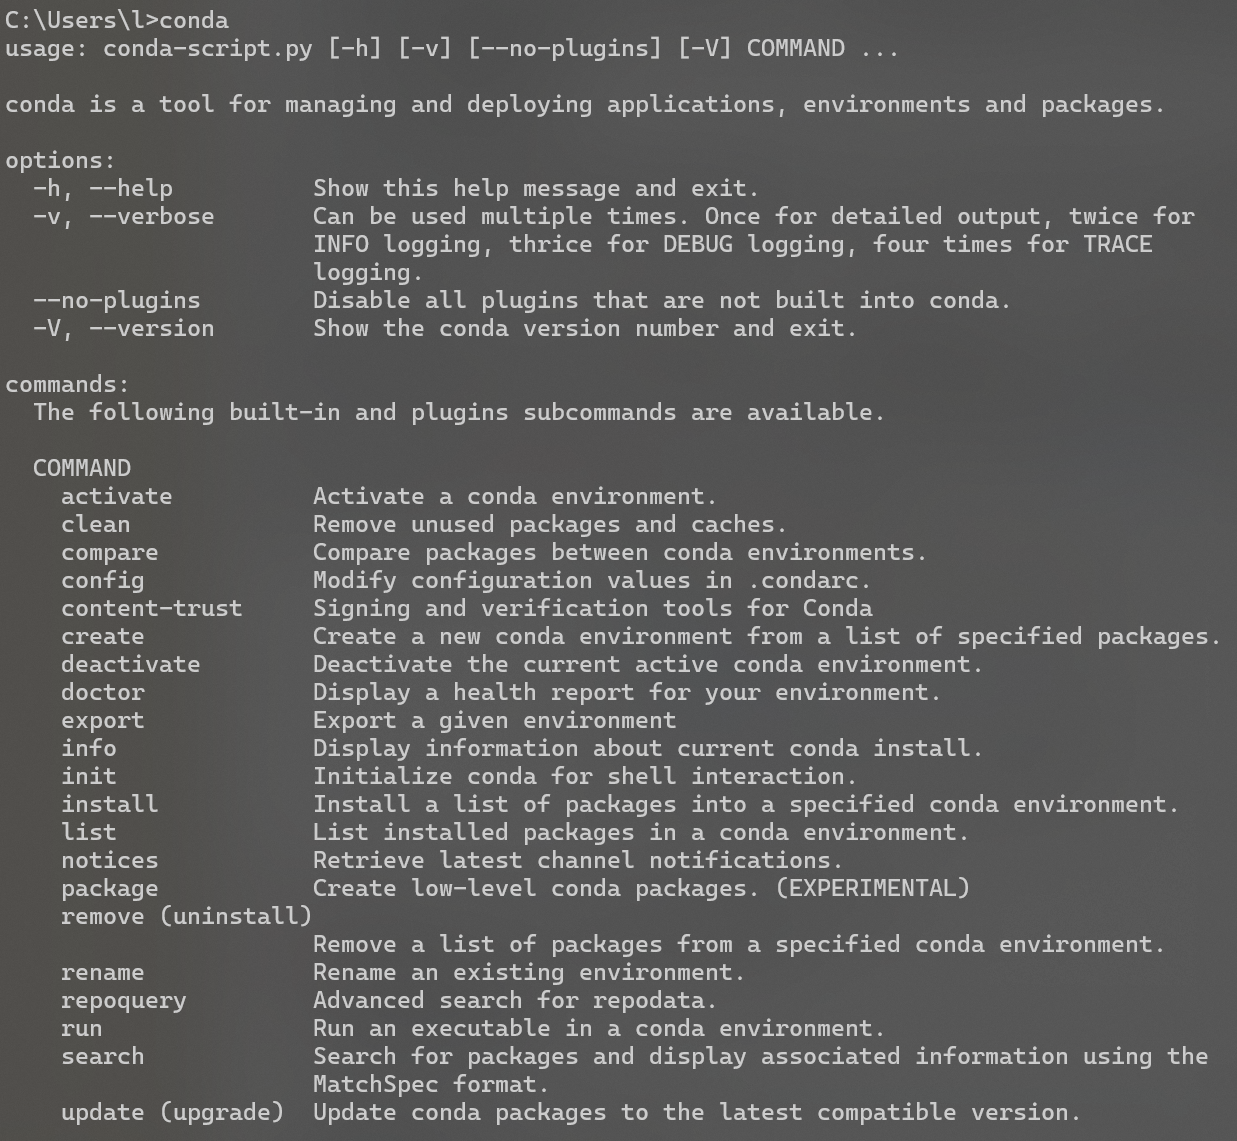 C:\Users\l>conda
usage: conda-script.py [-h] [-v] [--no-plugins] [-V] COMMAND ...

conda is a tool for managing and deploying applications, environments and packages.

options:
  -h, --help          Show this help message and exit.
  -v, --verbose       Can be used multiple times. Once for detailed output, twice for
                      INFO logging, thrice for DEBUG logging, four times for TRACE
                      logging.
  --no-plugins        Disable all plugins that are not built into conda.
  -V, --version       Show the conda version number and exit.

commands:
  The following built-in and plugins subcommands are available.

  COMMAND
    activate          Activate a conda environment.
    clean             Remove unused packages and caches.
    compare           Compare packages between conda environments.
    config            Modify configuration values in .condarc.
    content-trust     Signing and verification tools for Conda
    create            Create a new conda environment from a list of specified packages.
    deactivate        Deactivate the current active conda environment.
    doctor            Display a health report for your environment.
    export            Export a given environment
    info              Display information about current conda install.
    init              Initialize conda for shell interaction.
    install           Install a list of packages into a specified conda environment.
    list              List installed packages in a conda environment.
    notices           Retrieve latest channel notifications.
    package           Create low-level conda packages. (EXPERIMENTAL)
    remove (uninstall)
                      Remove a list of packages from a specified conda environment.
    rename            Rename an existing environment.
    repoquery         Advanced search for repodata.
    run               Run an executable in a conda environment.
    search            Search for packages and display associated information using the
                      MatchSpec format.
    update (upgrade)  Update conda packages to the latest compatible version.